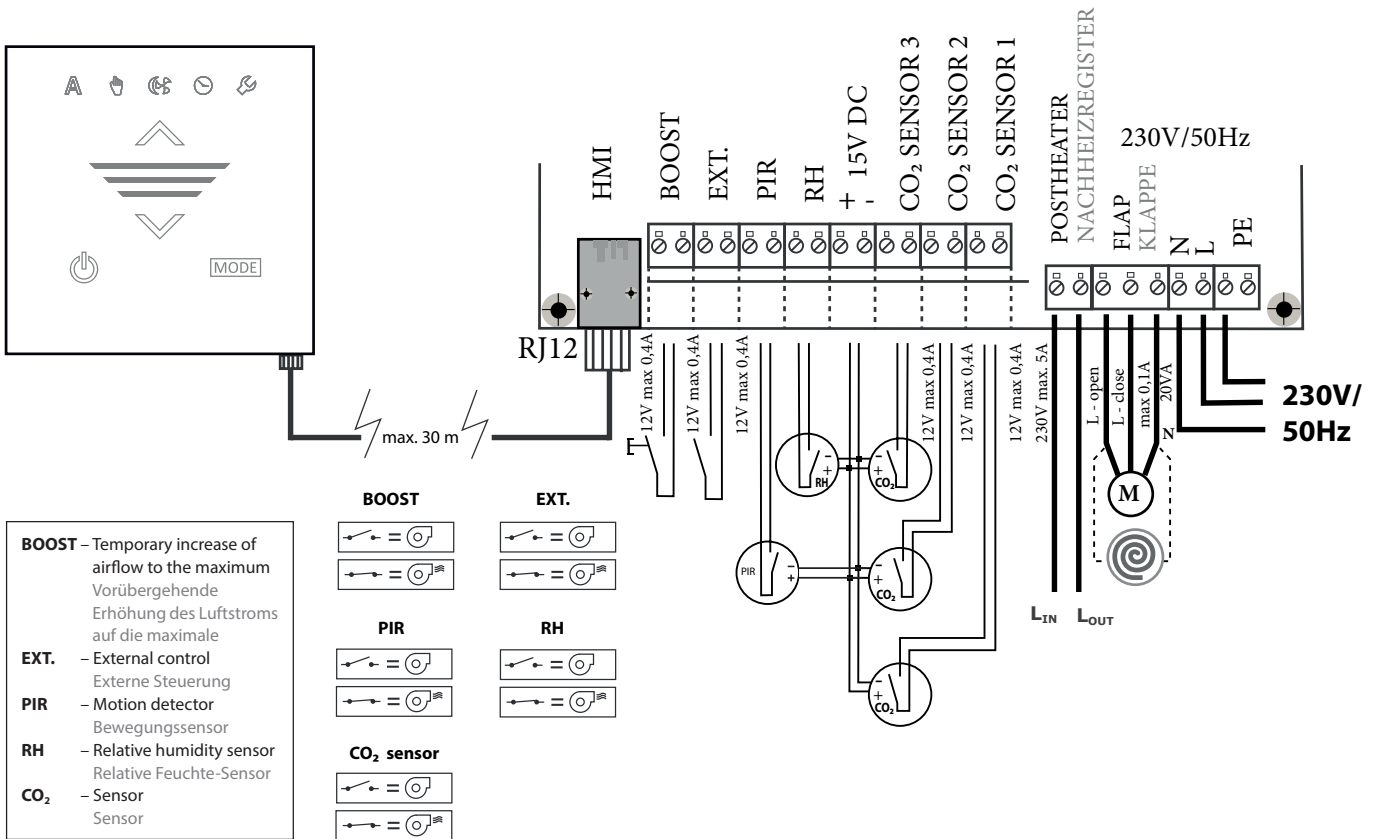 A
MODE
max. 30 m
RJ12
HMI
BOOST
EXT.
PIR
RH
+ 15V DC
-
CO₂ SENSOR 3
CO₂ SENSOR 2
CO₂ SENSOR 1
POSTHEATER
NACHHEIZREGISTER
FLAP
KLAPPE
230V/50Hz
N
L
PE
12V max 0,4A
12V max 0,4A
12V max 0,4A
12V max 0,4A
12V max 0,4A
12V max 0,4A
230V max. 5A
L - open
L - close
max 0,1A
20VA
N
230V/
50Hz
RH
-
+
-
+
CO₂
PIR
-
+
-
+
CO₂
-
+
CO₂
M
LIN
LOUT
BOOST – Temporary increase of
airflow to the maximum
Vorübergehende
Erhöhung des Luftstroms
auf die maximale
EXT. – External control
Externe Steuerung
PIR – Motion detector
Bewegungssensor
RH – Relative humidity sensor
Relative Feuchte-Sensor
CO₂ – Sensor
Sensor
BOOST
=
=
EXT.
=
=
PIR
=
=
RH
=
=
CO₂ sensor
=
=